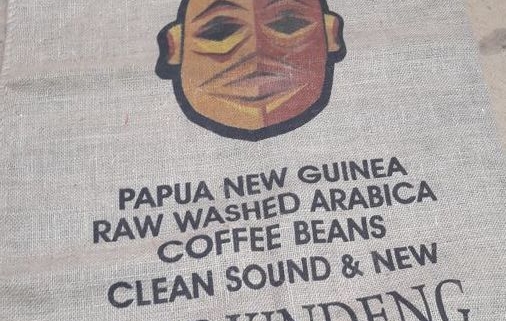 PAPUA NEW GUINEA
RAW WASHED ARABICA
COFFEE BEANS
CLEAN SOUND & NEW